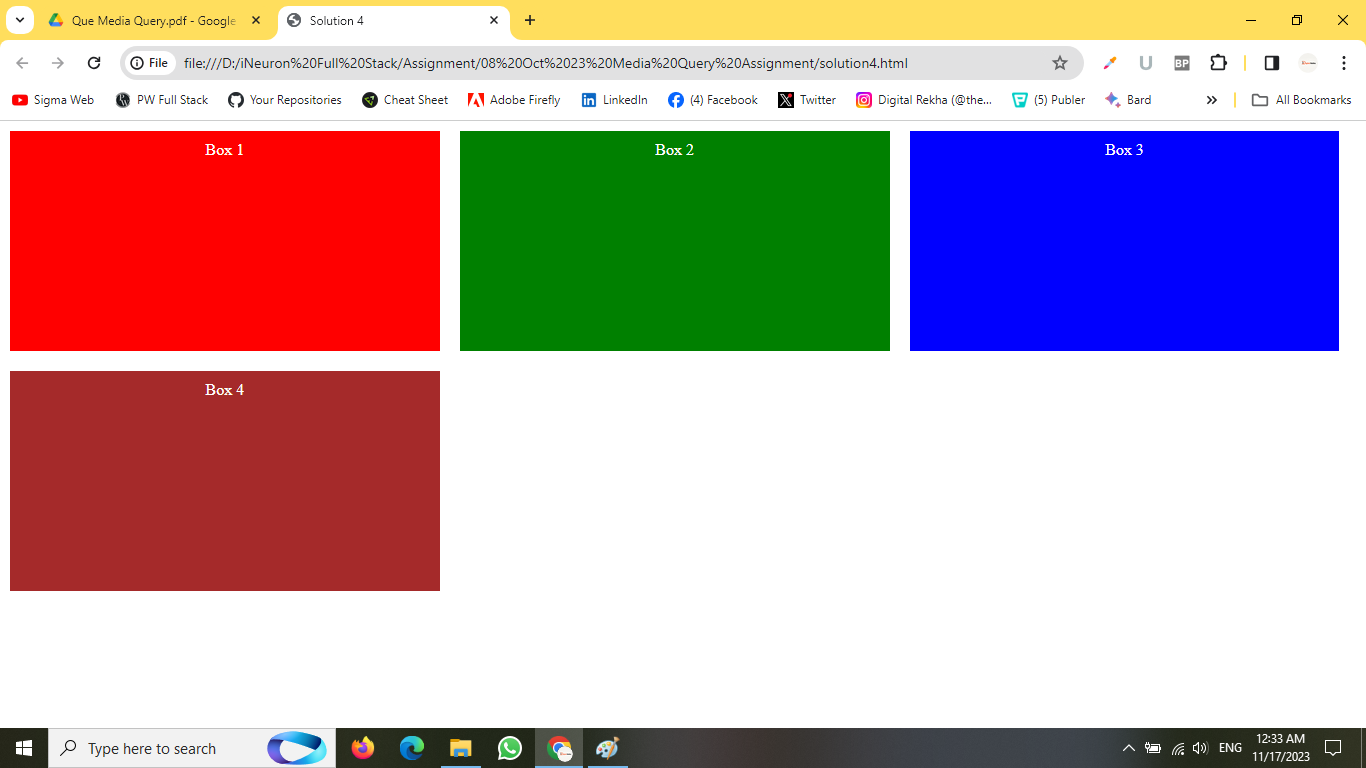 Que Media Query.pdf - Google
Solution 4
File
file:///D:/iNeuron%20Full%20Stack/Assignment/08%20Oct%2023%20Media%20Query%20Assignment/solution4.html
U
BP
Sigma Web
PW Full Stack
Your Repositories
Cheat Sheet
Adobe Firefly
LinkedIn
(4) Facebook
Twitter
Digital Rekha (@the...
(5) Publer
Bard
All Bookmarks
Box 1
Box 2
Box 3
Box 4
Type here to search
ENG
12:33 AM
11/17/2023